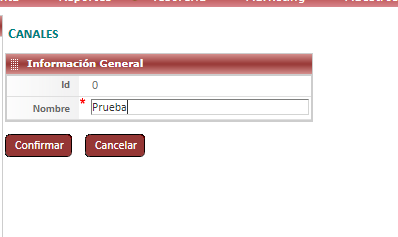 CANALES
Información General
Id 0
* Nombre Prueba
Confirmar Cancelar